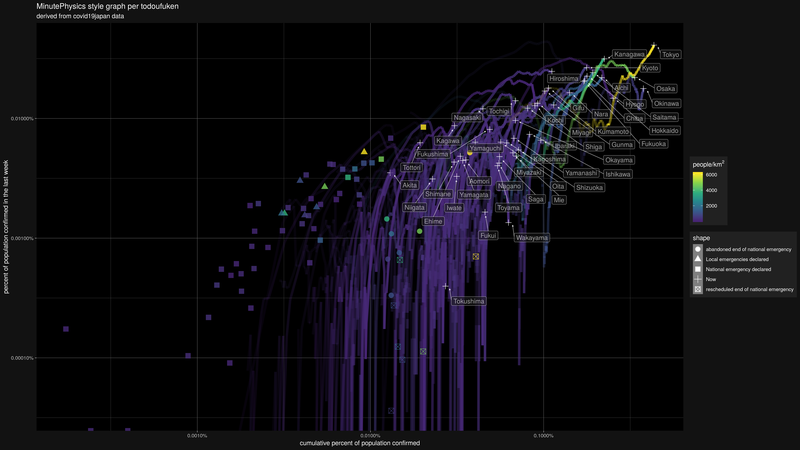 MinutePhysics style graph per todoufuken
derived from covid19japan data
percent of population confirmed in the last week
0.01000%
0.00100%
0.00010%
0.0010%
0.0100%
0.1000%
cumulative percent of population confirmed
Kanagawa
Tokyo
Kyoto
Hiroshima
Aichi
Osaka
Hyogo
Okinawa
Tochigi
Gifu
Nara
Chiba
Saitama
Nagasaki
Kochi
Miyagi
Kumamoto
Hokkaido
Kagawa
Yamaguchi
Ibaraki
Shiga
Gunma
Fukuoka
Fukushima
Kagoshima
Okayama
Tottori
Miyazaki
Yamanashi
Ishikawa
Akita
Aomori
Nagano
Oita
Shizuoka
Shimane
Yamagata
Saga
Mie
Niigata
Iwate
Toyama
Ehime
Fukui
Wakayama
Tokushima
people/km²
6000
4000
2000
shape
abandoned end of national emergency
Local emergencies declared
National emergency declared
Now
rescheduled end of national emergency